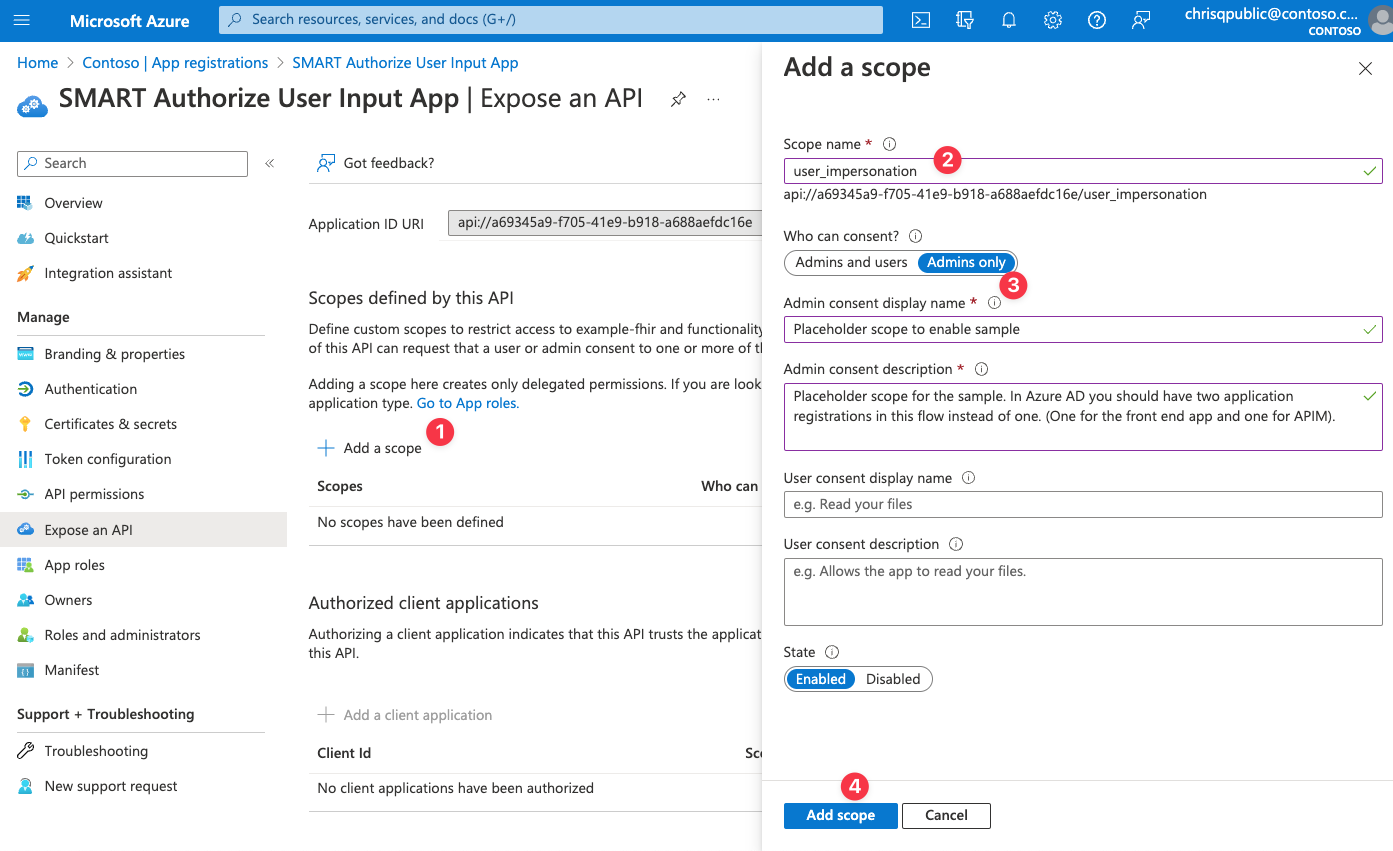 Microsoft Azure
Search resources, services, and docs (G+/)
chrisqpublic@contoso.c...
CONTOSO
Home > Contoso | App registrations > SMART Authorize User Input App
SMART Authorize User Input App | Expose an API
...
Search
«
Overview
Quickstart
Integration assistant
Manage
Branding & properties
Authentication
Certificates & secrets
Token configuration
API permissions
Expose an API
App roles
Owners
Roles and administrators
Manifest
Support + Troubleshooting
Troubleshooting
New support request
Got feedback?
Application ID URI
api://a69345a9-f705-41e9-b918-a688aefdc16e
Scopes defined by this API
Define custom scopes to restrict access to example-fhir and functionality
of this API can request that a user or admin consent to one or more of
Adding a scope here creates only delegated permissions. If you are look
application type. Go to App roles.
1
Add a scope
Scopes
Who can
No scopes have been defined
Authorized client applications
Authorizing a client application indicates that this API trusts the applicat
this API.
Add a client application
Client Id
No client applications have been authorized
Add a scope
Scope name *
2
user_impersonation
api://a69345a9-f705-41e9-b918-a688aefdc16e/user_impersonation
Who can consent?
Admins and users
Admins only
3
Admin consent display name *
Placeholder scope to enable sample
Admin consent description *
Placeholder scope for the sample. In Azure AD you should have two application
registrations in this flow instead of one. (One for the front end app and one for APIM).
User consent display name
e.g. Read your files
User consent description
e.g. Allows the app to read your files.
State
Enabled
Disabled
4
Add scope
Cancel